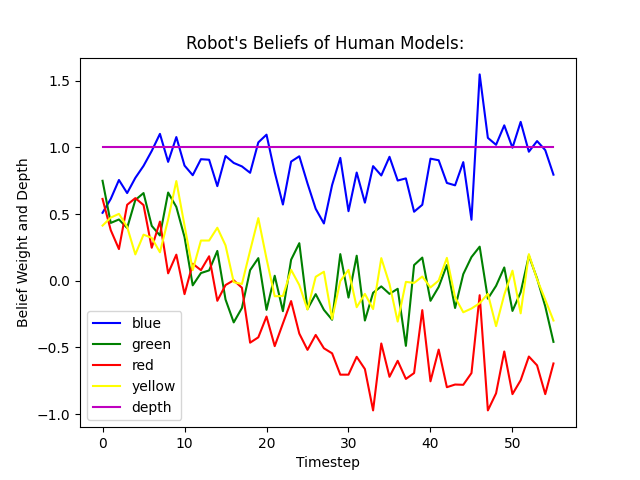 Robot's Beliefs of Human Models:
Belief Weight and Depth
1.5
1.0
0.5
0.0
−0.5
−1.0
blue
green
red
yellow
depth
0 10 20 30 40 50
Timestep